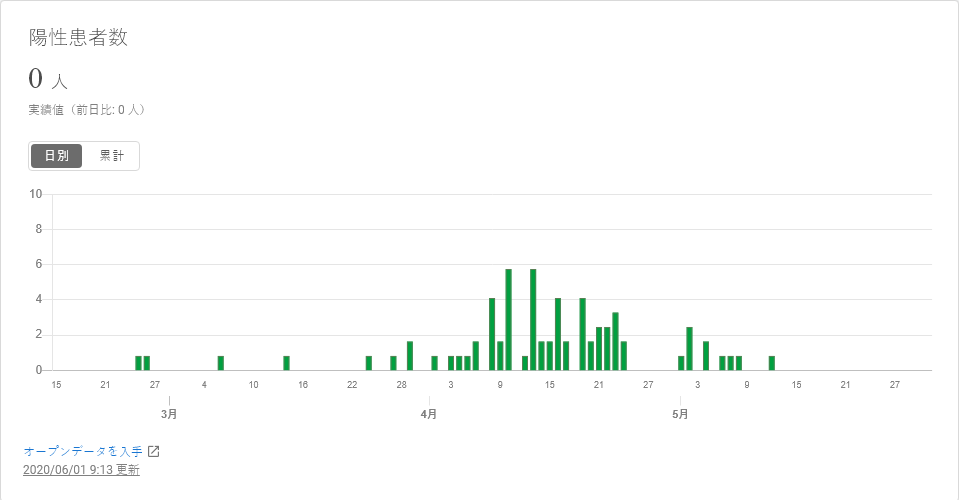 陽性患者数
0 人
実績値（前日比: 0 人）
日別 累計
10
8
6
4
2
0
15 21 27 4 10 16 22 28 3 9 15 21 27 3 9 15 21 27
3月 4月 5月
オープンデータを入手
2020/06/01 9:13 更新